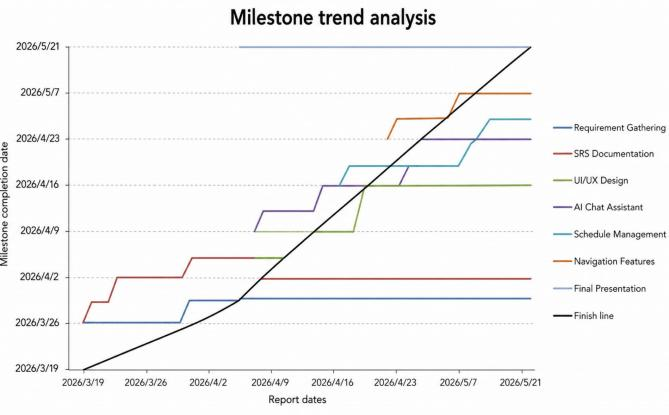 Milestone trend analysis
2026/5/21
2026/5/7
2026/4/23
2026/4/16
2026/4/9
2026/4/2
2026/3/26
2026/3/19
Milestone completion date
2026/3/19 2026/3/26 2026/4/2 2026/4/9 2026/4/16 2026/4/23 2026/5/7 2026/5/21
Report dates
Requirement Gathering
SRS Documentation
UI/UX Design
AI Chat Assistant
Schedule Management
Navigation Features
Final Presentation
Finish line